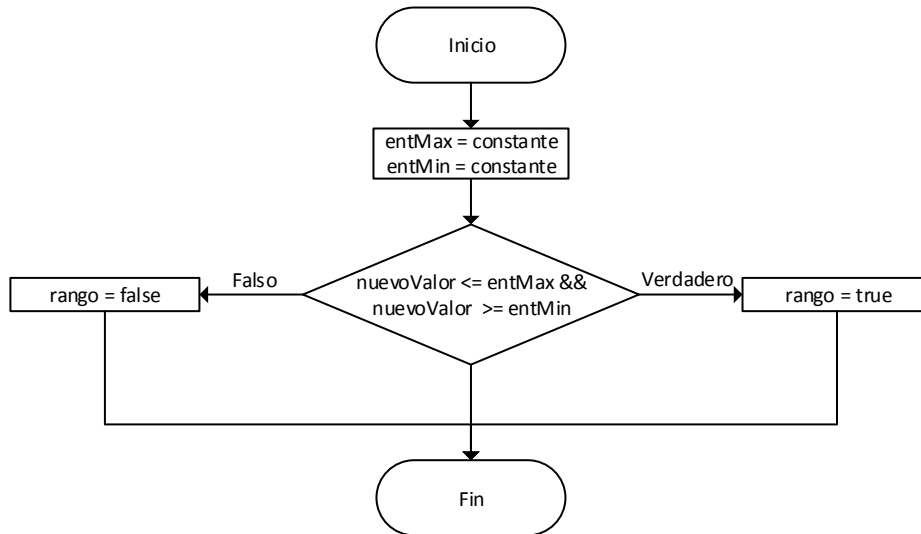 Inicio
entMax = constante
entMin = constante
Falso
nuevoValor <= entMax &&
nuevoValor >= entMin
Verdadero
rango = false
rango = true
Fin